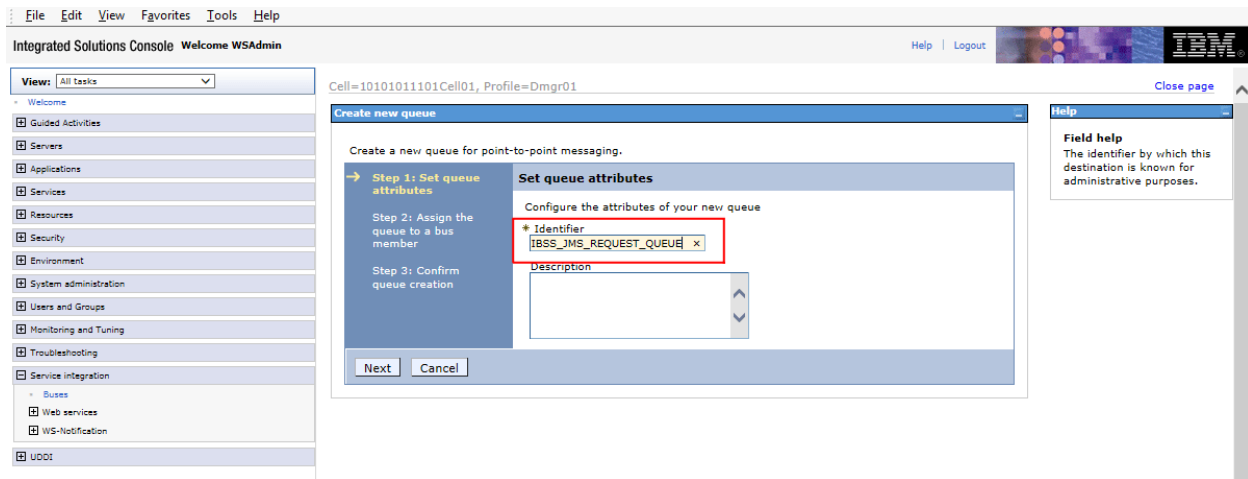 File Edit View Favorites Tools Help
Integrated Solutions Console Welcome WSAdmin
Help | Logout
IBM
View: All tasks
Welcome
Guided Activities
Servers
Applications
Services
Resources
Security
Environment
System administration
Users and Groups
Monitoring and Tuning
Troubleshooting
Service integration
Buses
Web services
WS-Notification
UDDI
Cell=10101011101Cell01, Profile=Dmgr01
Close page
Create new queue
Create a new queue for point-to-point messaging.
Step 1: Set queue
attributes
Step 2: Assign the
queue to a bus
member
Step 3: Confirm
queue creation
Set queue attributes
Configure the attributes of your new queue
* Identifier
IBSS_JMS_REQUEST_QUEUE ×
Description
Next Cancel
Help
Field help
The identifier by which this
destination is known for
administrative purposes.